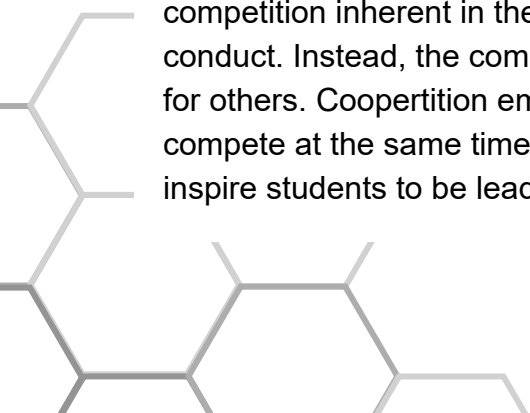 competition inherent in the
conduct. Instead, the com
for others. Coopertition em
compete at the same time
inspire students to be lead